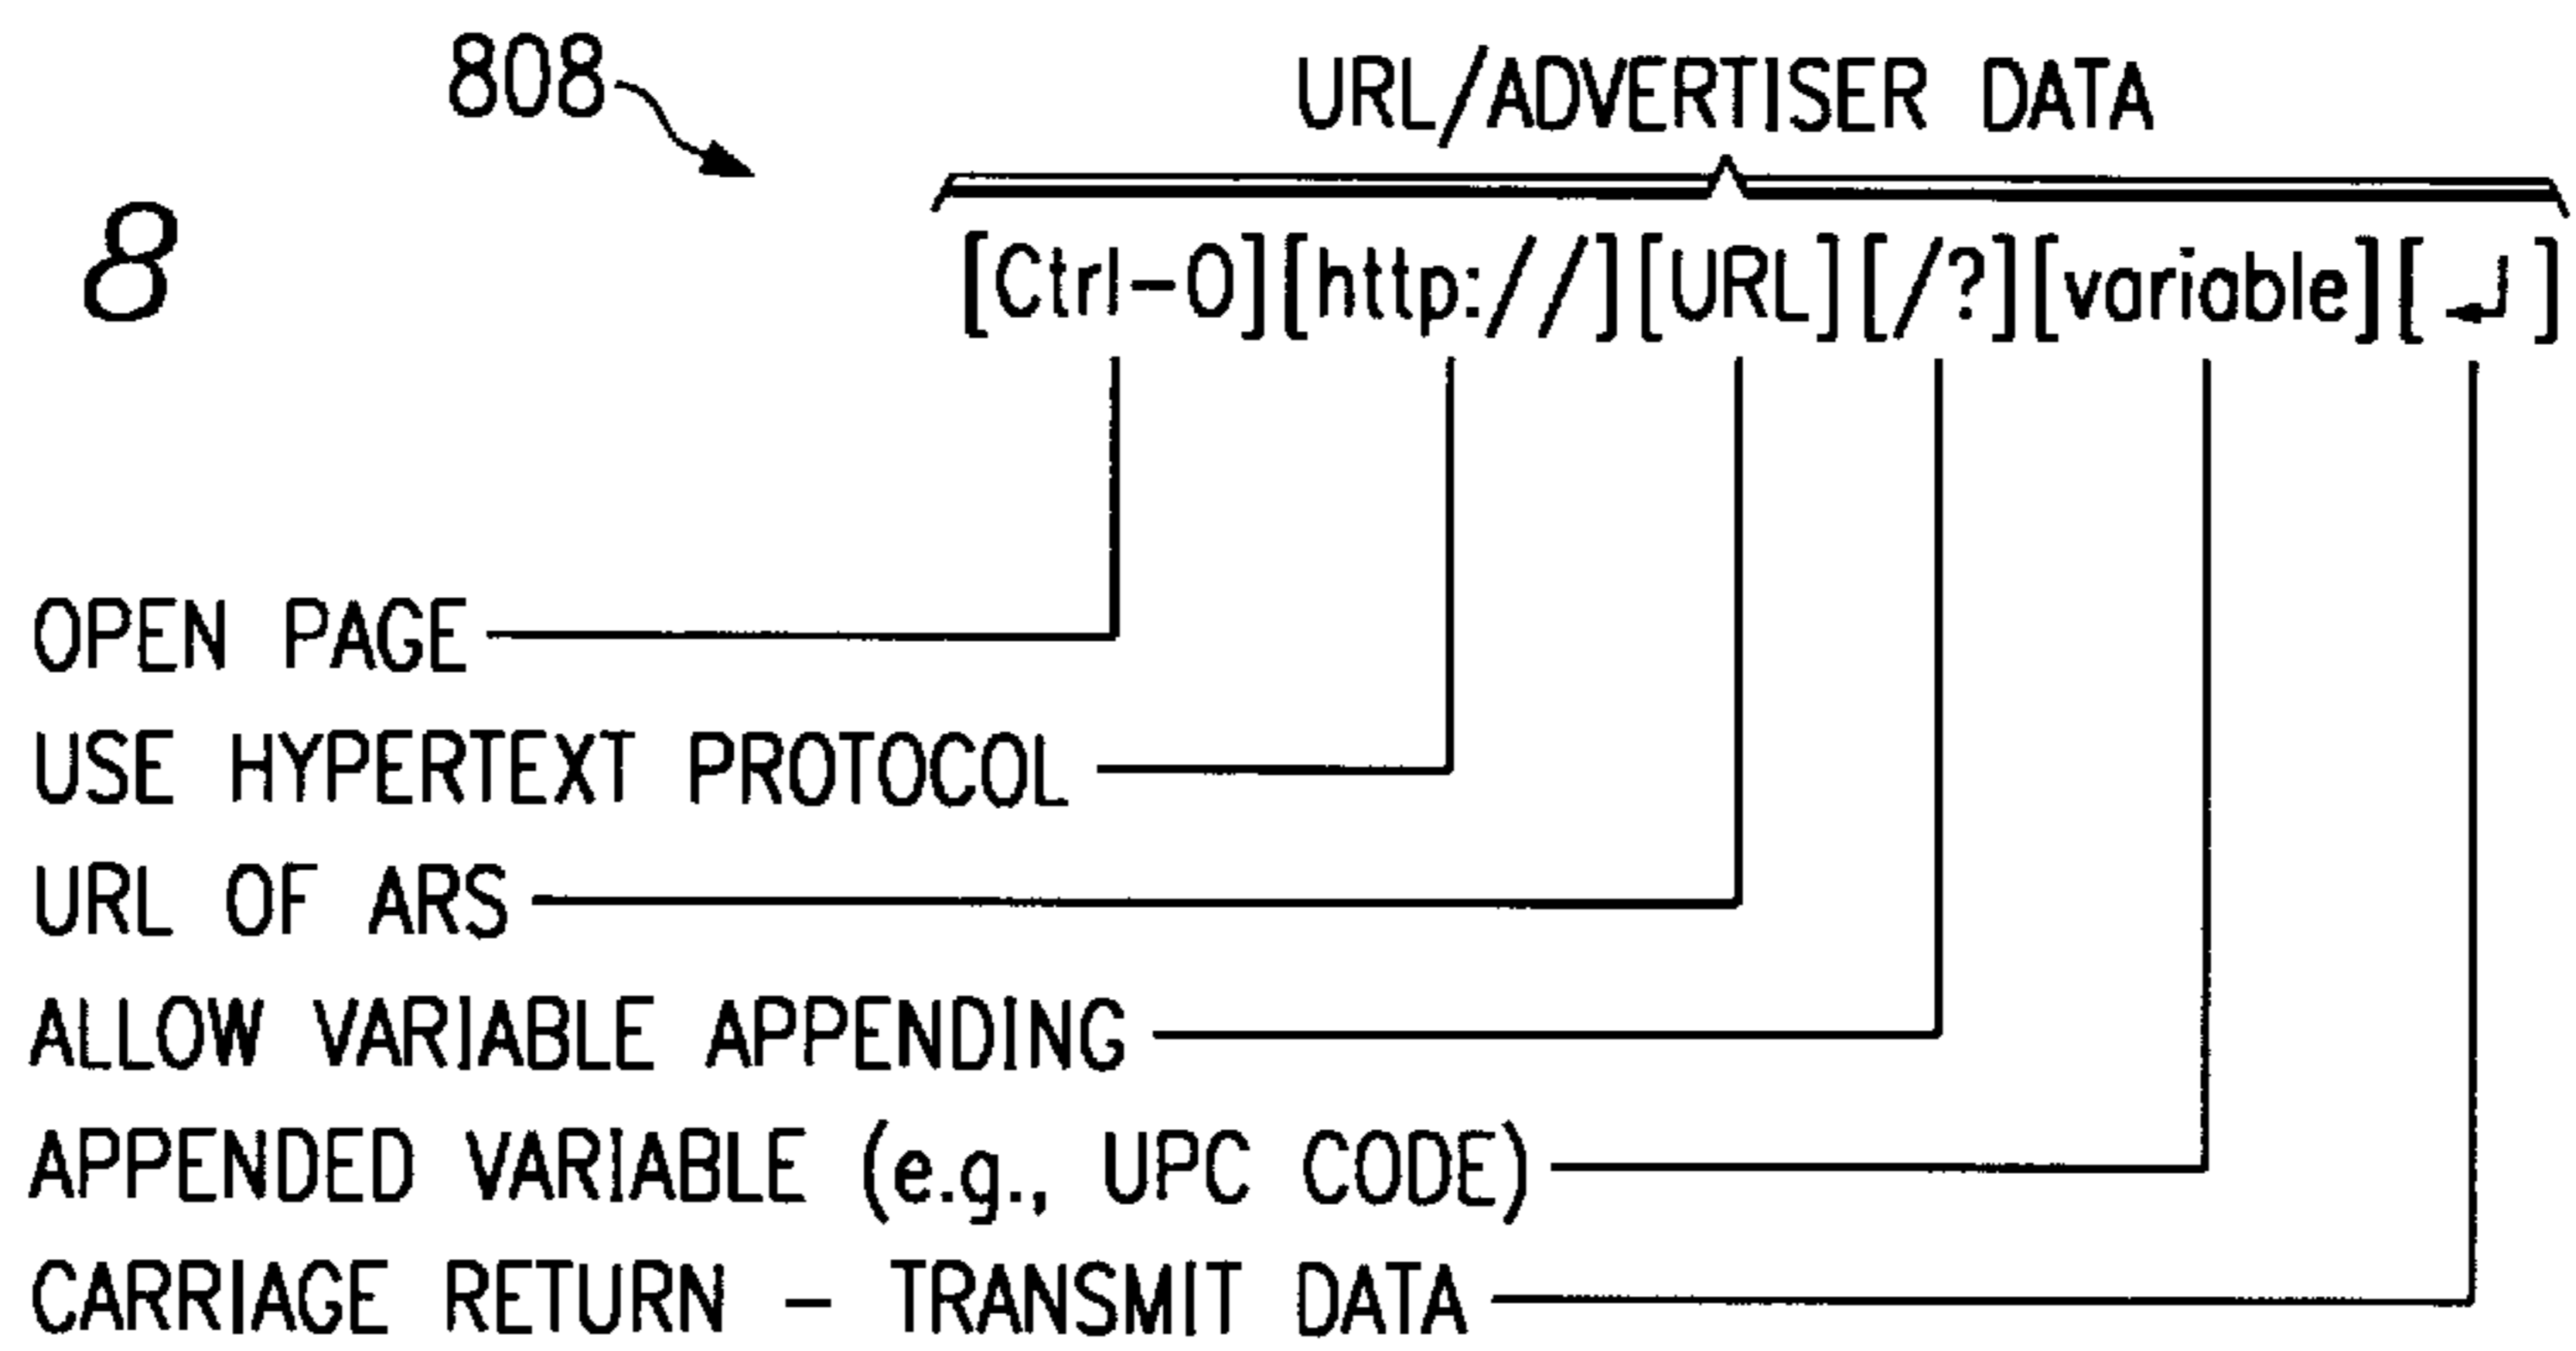 808
URL/ADVERTISER DATA
8
[Ctrl-O][http://][URL][/?][variable][↲]
OPEN PAGE
USE HYPERTEXT PROTOCOL
URL OF ARS
ALLOW VARIABLE APPENDING
APPENDED VARIABLE (e.g., UPC CODE)
CARRIAGE RETURN - TRANSMIT DATA